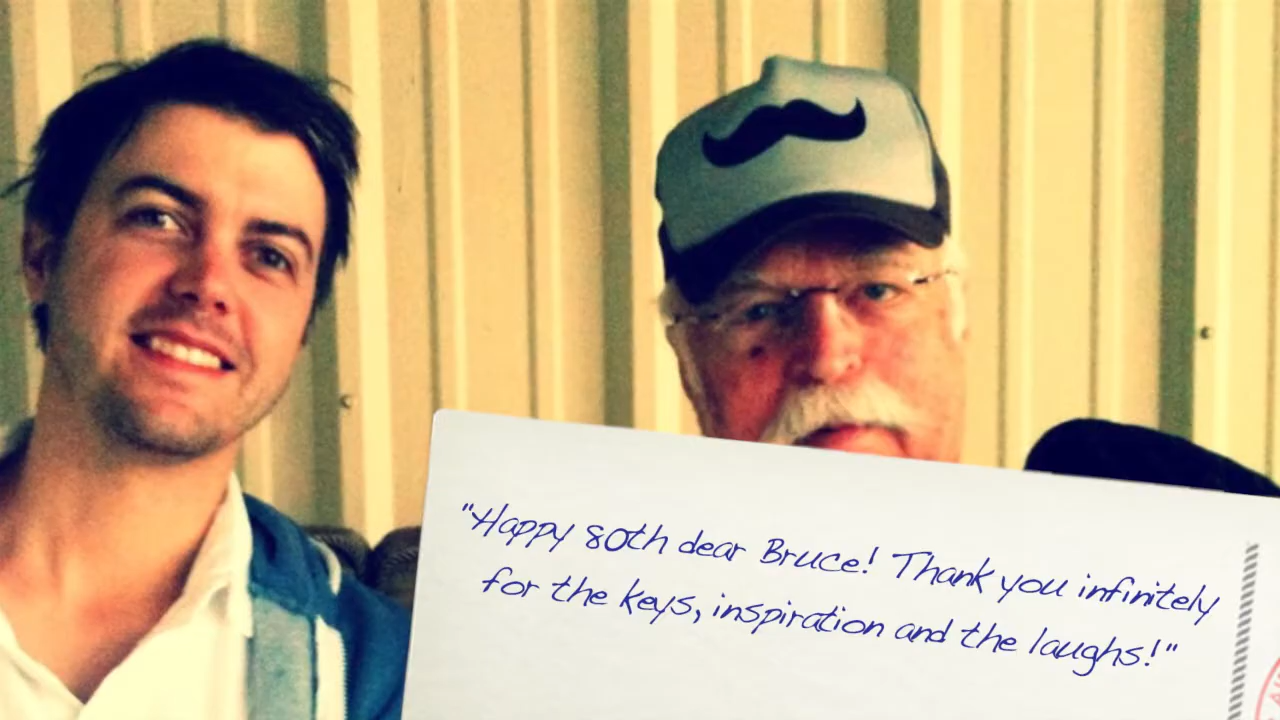 "Happy 80th dear Bruce! Thank you infinitely
for the keys, inspiration and the laughs!"